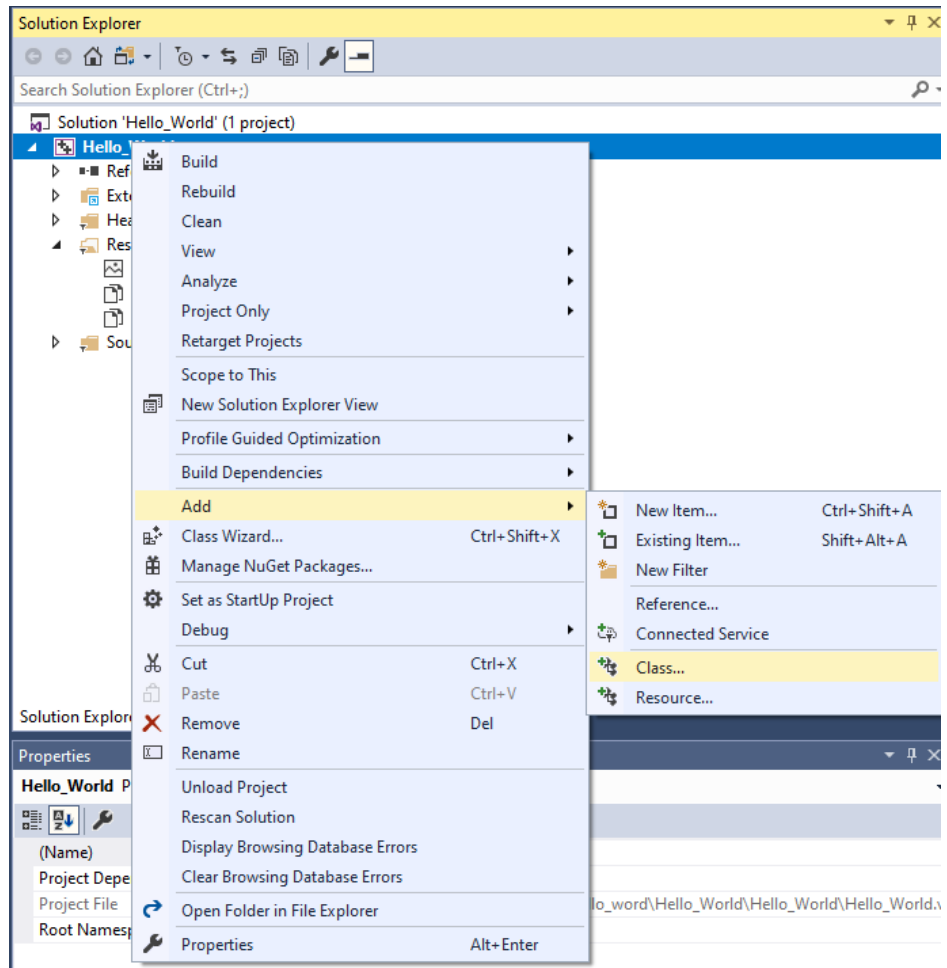 Solution Explorer
Search Solution Explorer (Ctrl+;)
Solution 'Hello_World' (1 project)
Build
Rebuild
Clean
View
Analyze
Project Only
Retarget Projects
Scope to This
New Solution Explorer View
Profile Guided Optimization
Build Dependencies
Add
Class Wizard... Ctrl+Shift+X
Manage NuGet Packages...
Set as StartUp Project
Debug
Cut Ctrl+X
Paste Ctrl+V
Remove Del
Rename
Unload Project
Rescan Solution
Display Browsing Database Errors
Clear Browsing Database Errors
Open Folder in File Explorer
Properties Alt+Enter
New Item... Ctrl+Shift+A
Existing Item... Shift+Alt+A
New Filter
Reference...
Connected Service
Class...
Resource...
Solution Explor
Properties
Hello_World P
(Name)
Project Depe
Project File lo_word\Hello_World\Hello_World\Hello_World.v
Root Namesp